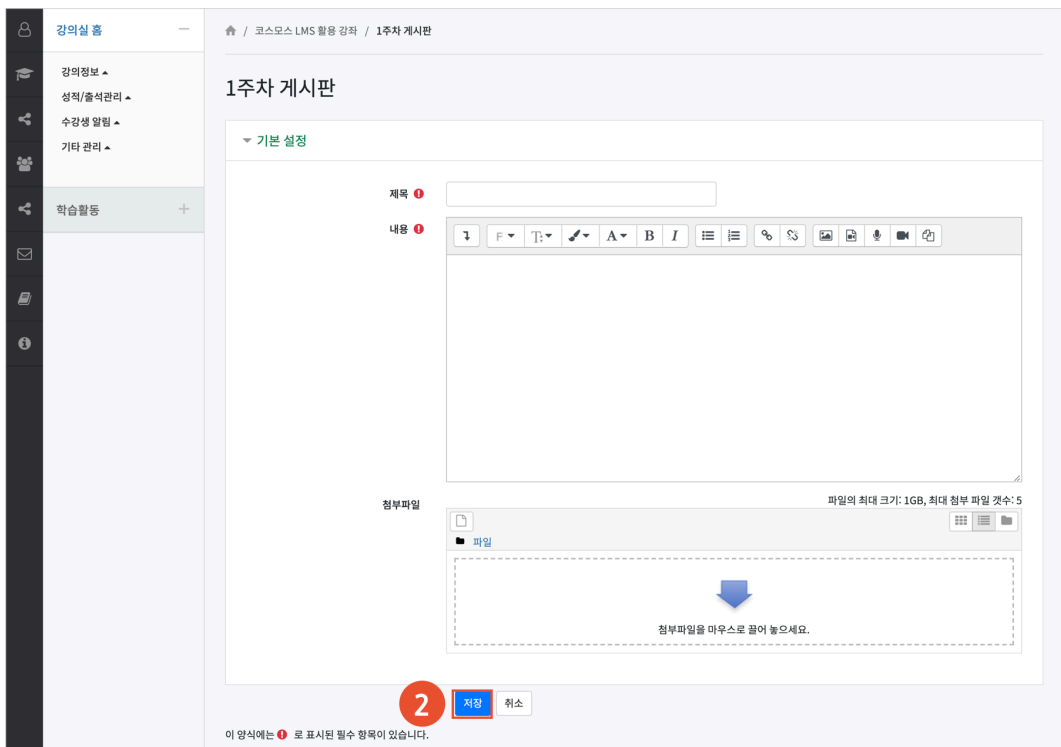 강의실 홈
강의정보
성적/출석관리
수강생 알림
기타 관리
학습활동
/ 코스모스 LMS 활용 강좌 / 1주차 게시판
1주차 게시판
기본 설정
제목
내용
F T A B I
첨부파일
파일의 최대 크기: 1GB, 최대 첨부 파일 갯수: 5
파일
첨부파일을 마우스로 끌어 놓으세요.
2 저장 취소
이 양식에는 로 표시된 필수 항목이 있습니다.